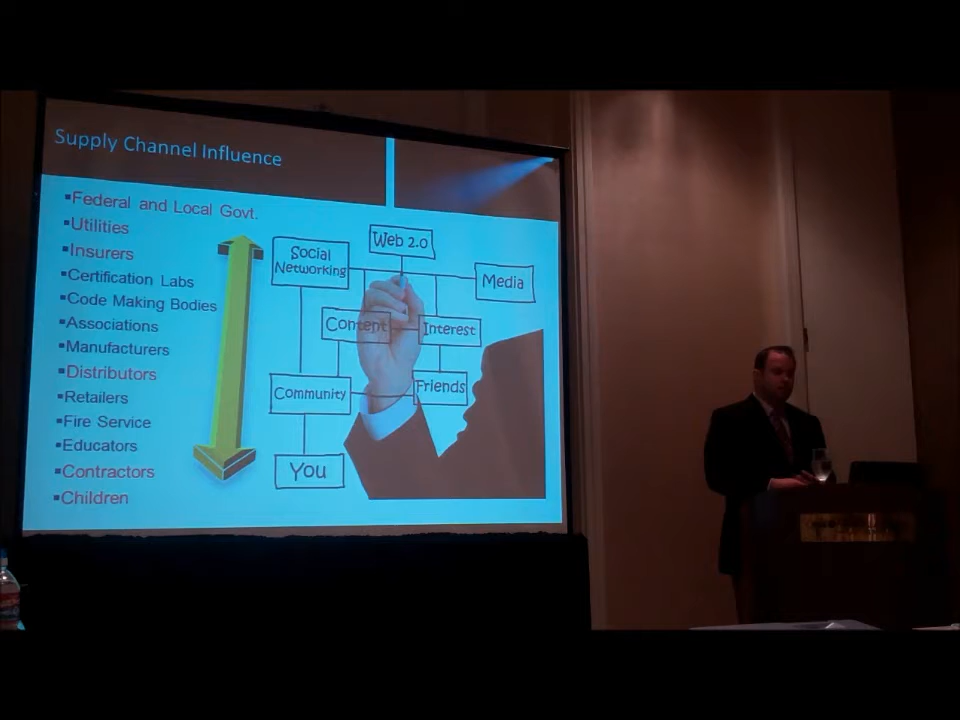 Supply Channel Influence
▪Federal and Local Govt.
▪Utilities
▪Insurers
▪Certification Labs
▪Code Making Bodies
▪Associations
▪Manufacturers
▪Distributors
▪Retailers
▪Fire Service
▪Educators
▪Contractors
▪Children
Web 2.0
Social
Networking
Media
Content
Interest
Community
Friends
You